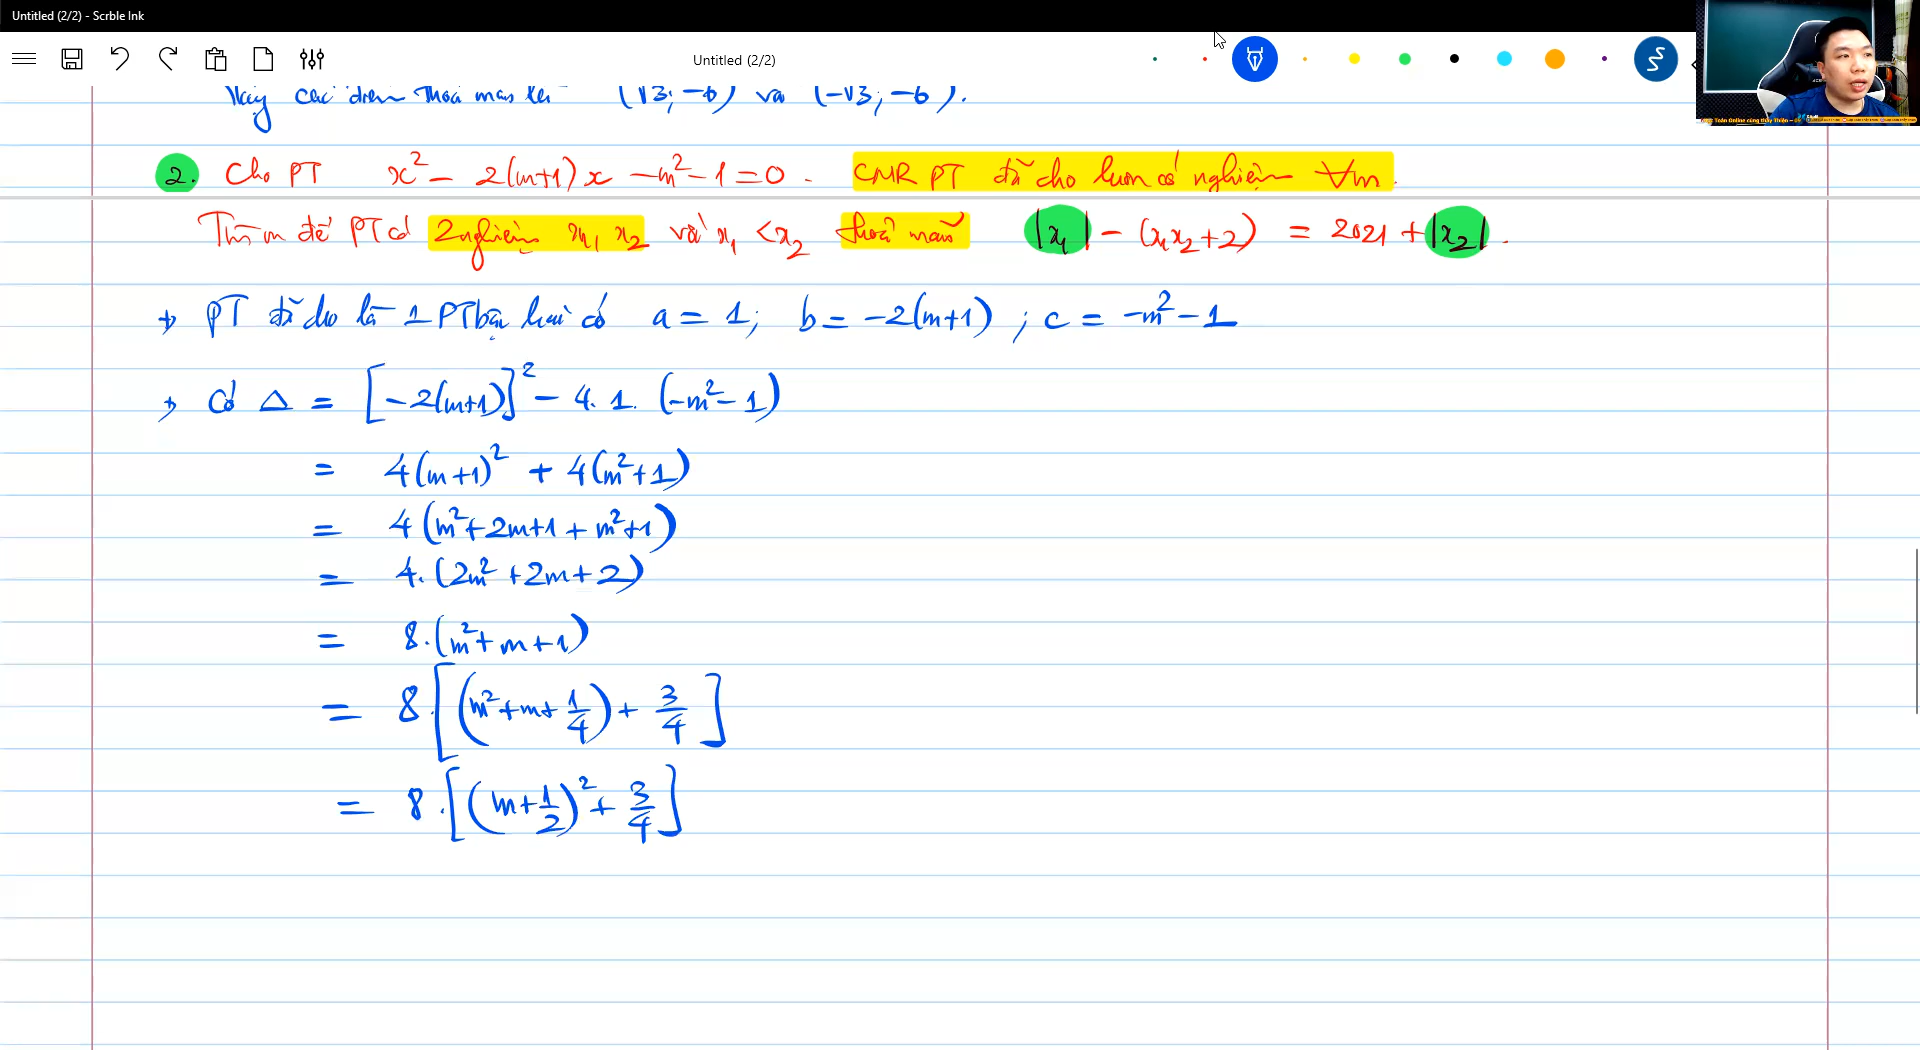 Untitled (2/2) - Scrble Ink
Untitled (2/2)
Vậy các điểm thoả mãn là (√3; -6) và (-√3; -6).
2. Cho PT x² - 2(m+1)x - m² - 1 = 0. CMR PT đã cho luôn có nghiệm ∀m.
Tìm m để PT có 2 nghiệm x₁, x₂ với x₁ < x₂ thoả mãn |x₁| - (x₁x₂+2) = 2021 + |x₂|.
+ PT đã cho là 1 PT bậc hai có a = 1; b = -2(m+1); c = -m² - 1
+ Có Δ = [-2(m+1)]² - 4.1.(-m² - 1)
= 4(m+1)² + 4(m²+1)
= 4(m²+2m+1+m²+1)
= 4.(2m²+2m+2)
= 8.(m²+m+1)
= 8.[(m²+m+1/4)+3/4]
= 8.[(m+1/2)²+3/4]